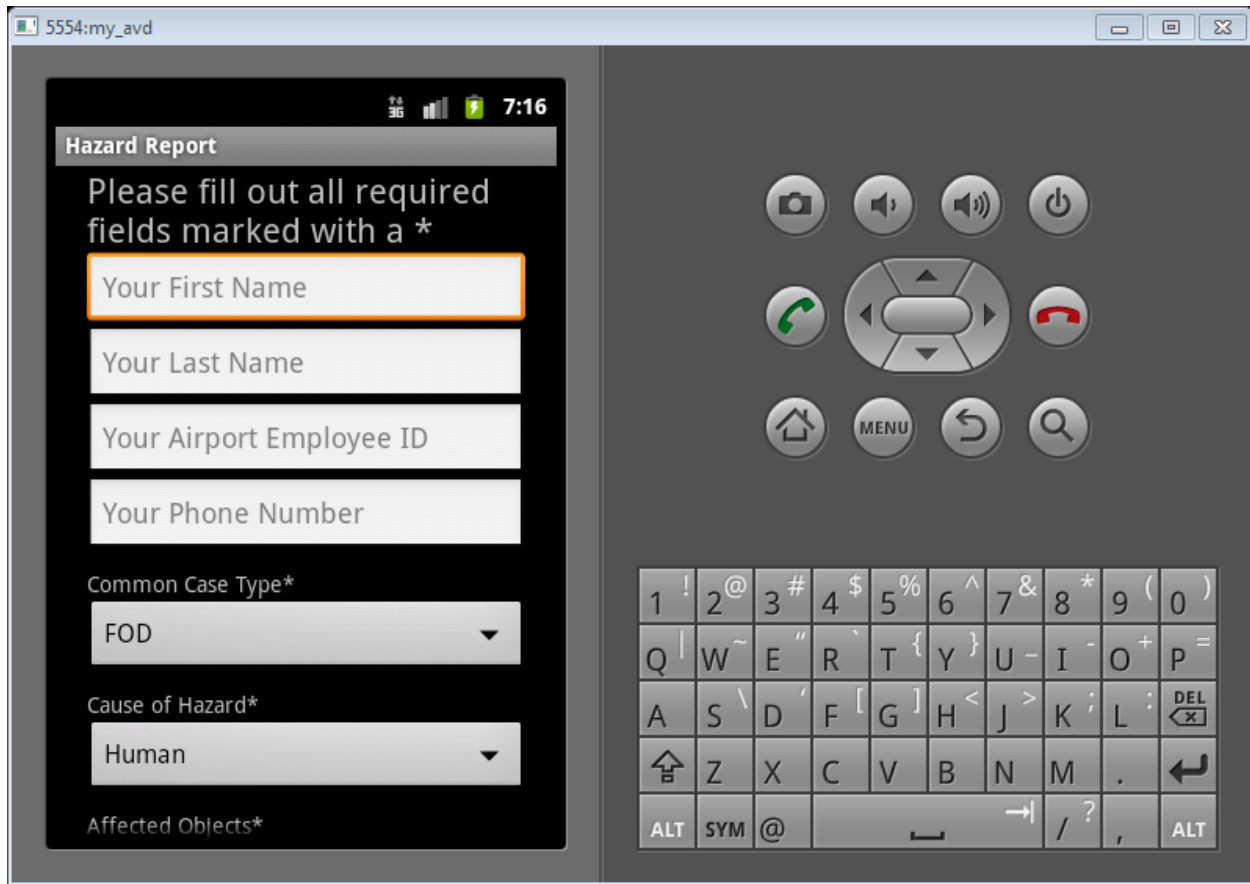 5554:my_avd
3G 7:16
Hazard Report
Please fill out all required
fields marked with a *
Your First Name
Your Last Name
Your Airport Employee ID
Your Phone Number
Common Case Type*
FOD
Cause of Hazard*
Human
Affected Objects*
MENU
1 ! 2 @ 3 # 4 $ 5 % 6 ^ 7 & 8 * 9 ( 0 )
Q | W ~ E " R ` T { Y } U _ I - O + P =
A S \ D ' F [ G ] H < J > K ; L : DEL
Z X C V B N M .
ALT SYM @ / ? , ALT